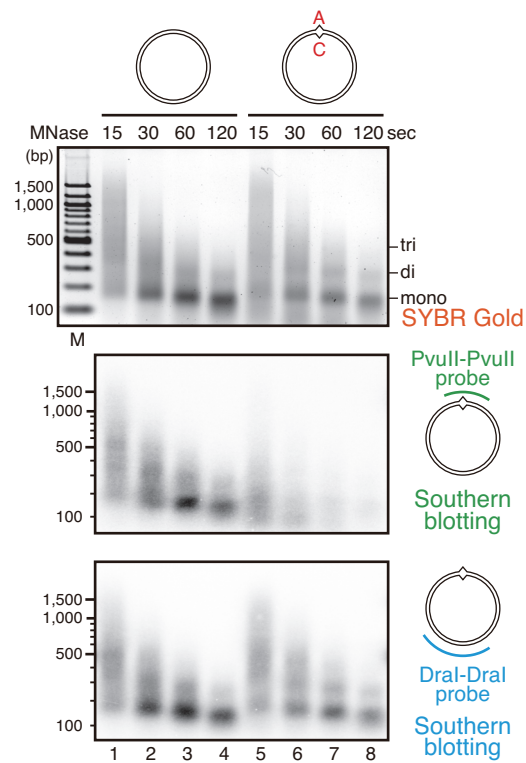 A
C
MNase 15 30 60 120 15 30 60 120 sec
(bp)
1,500
1,000
500
100
tri
di
mono
SYBR Gold
M
PvuII-PvuII
probe
1,500
1,000
500
100
Southern
blotting
1,500
1,000
500
100
DraI-DraI
probe
Southern
blotting
1 2 3 4 5 6 7 8